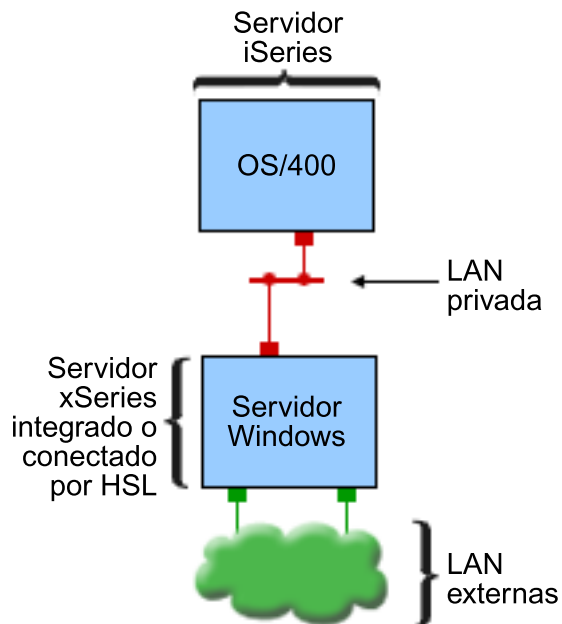 Servidor
iSeries
OS/400
LAN
privada
Servidor
xSeries
integrado o
conectado
por HSL
Servidor
Windows
LAN
externas